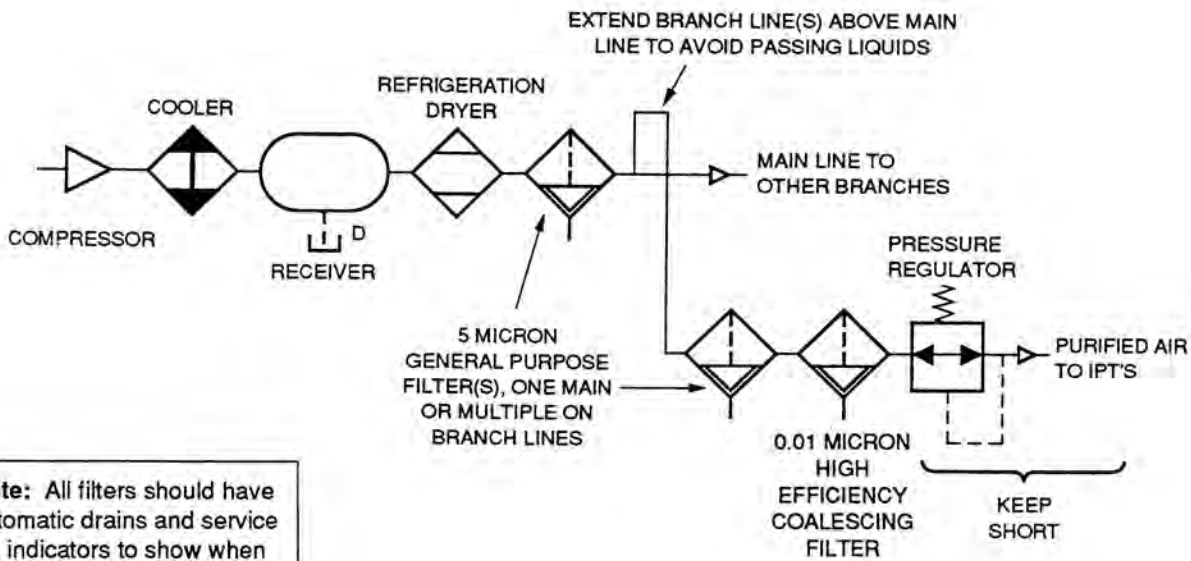 EXTEND BRANCH LINE(S) ABOVE MAIN
LINE TO AVOID PASSING LIQUIDS
REFRIGERATION
DRYER
COOLER
MAIN LINE TO
OTHER BRANCHES
COMPRESSOR
D
RECEIVER
PRESSURE
REGULATOR
5 MICRON
GENERAL PURPOSE
FILTER(S), ONE MAIN
OR MULTIPLE ON
BRANCH LINES
PURIFIED AIR
TO IPT'S
0.01 MICRON
HIGH
EFFICIENCY
COALESCING
FILTER
KEEP
SHORT
All filters should have
drains and service
indicators to show when